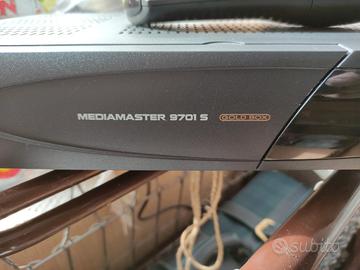 MEDIAMASTER 9701 S GOLD BOX
subito